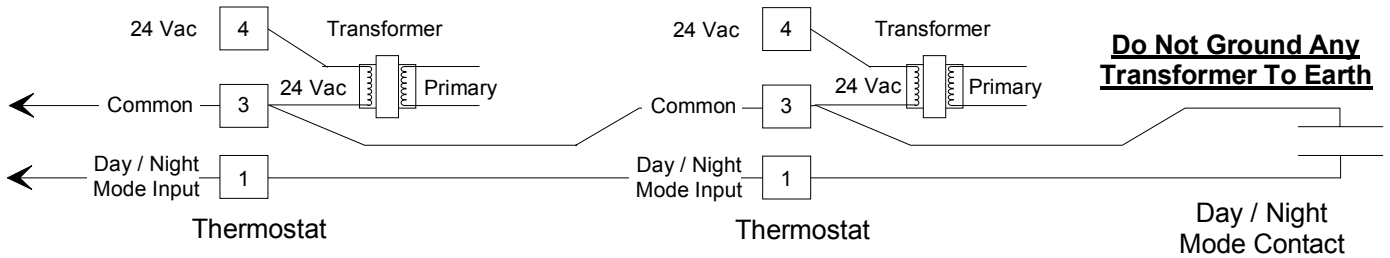 24 Vac 4 Transformer
24 Vac 4 Transformer
Do Not Ground Any
Transformer To Earth
Common 3 24 Vac Primary
Common 3 24 Vac Primary
Day / Night
Mode Input
1
Day / Night
Mode Input
1
Thermostat
Thermostat
Day / Night
Mode Contact